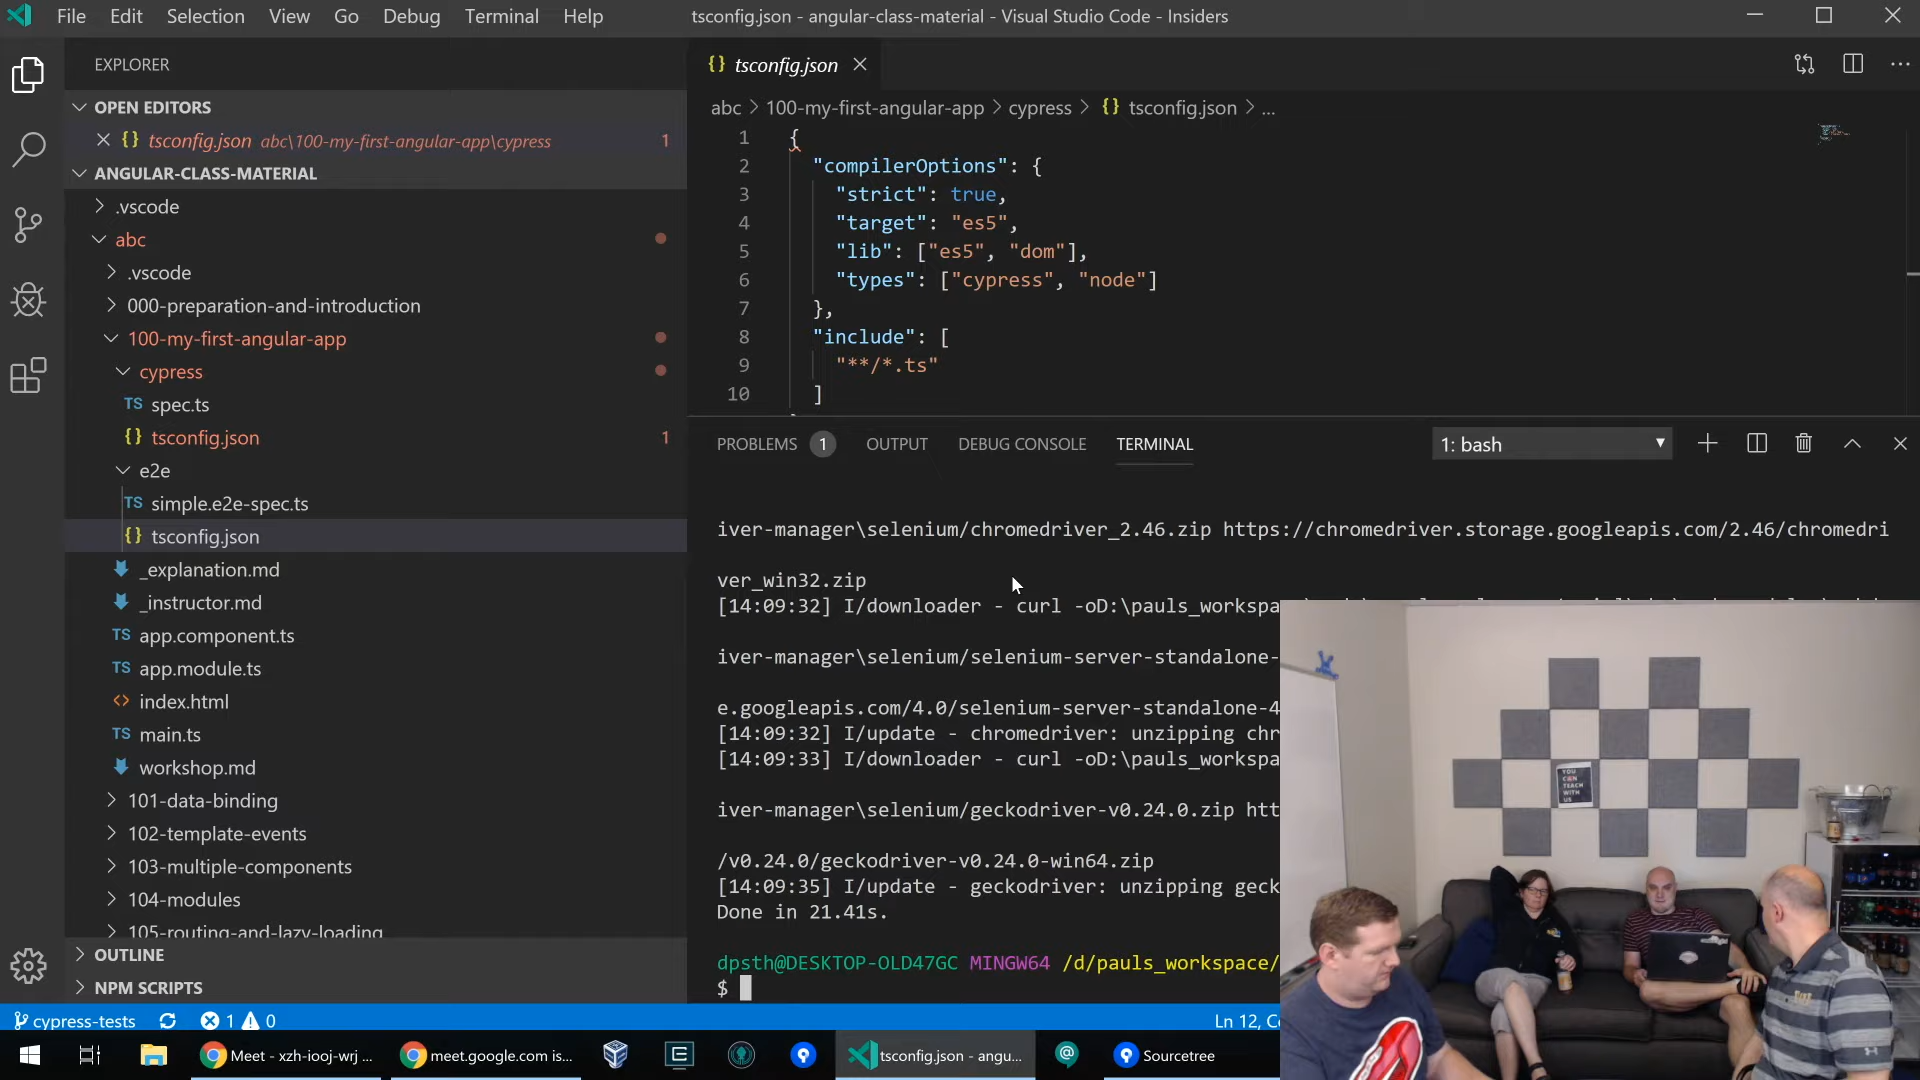 File Edit Selection View Go Debug Terminal Help
tsconfig.json - angular-class-material - Visual Studio Code - Insiders
EXPLORER
OPEN EDITORS
tsconfig.json abc\100-my-first-angular-app\cypress 1
ANGULAR-CLASS-MATERIAL
.vscode
abc
.vscode
000-preparation-and-introduction
100-my-first-angular-app
cypress
spec.ts
tsconfig.json 1
e2e
simple.e2e-spec.ts
tsconfig.json
_explanation.md
_instructor.md
app.component.ts
app.module.ts
index.html
main.ts
workshop.md
101-data-binding
102-template-events
103-multiple-components
104-modules
105-routing-and-lazy-loading
OUTLINE
NPM SCRIPTS
tsconfig.json
abc > 100-my-first-angular-app > cypress > {} tsconfig.json > ...
1 {
2 "compilerOptions": {
3 "strict": true,
4 "target": "es5",
5 "lib": ["es5", "dom"],
6 "types": ["cypress", "node"]
7 },
8 "include": [
9 "**/*.ts"
10 ]
PROBLEMS 1 OUTPUT DEBUG CONSOLE TERMINAL 1: bash
iver-manager\selenium/chromedriver_2.46.zip https://chromedriver.storage.googleapis.com/2.46/chromedri
ver_win32.zip
[14:09:32] I/downloader - curl -oD:\pauls_workspa
iver-manager\selenium/selenium-server-standalone-
e.googleapis.com/4.0/selenium-server-standalone-4
[14:09:32] I/update - chromedriver: unzipping chr
[14:09:33] I/downloader - curl -oD:\pauls_workspa
iver-manager\selenium/geckodriver-v0.24.0.zip htt
/v0.24.0/geckodriver-v0.24.0-win64.zip
[14:09:35] I/update - geckodriver: unzipping geck
Done in 21.41s.
dpsth@DESKTOP-OLD47GC MINGW64 /d/pauls_workspace/
$
YOU
CAN
TEACH
WITH
US
cypress-tests 1 0 Ln 12, C
Meet - xzh-iooj-wrj ... meet.google.com is... tsconfig.json - angu... Sourcetree